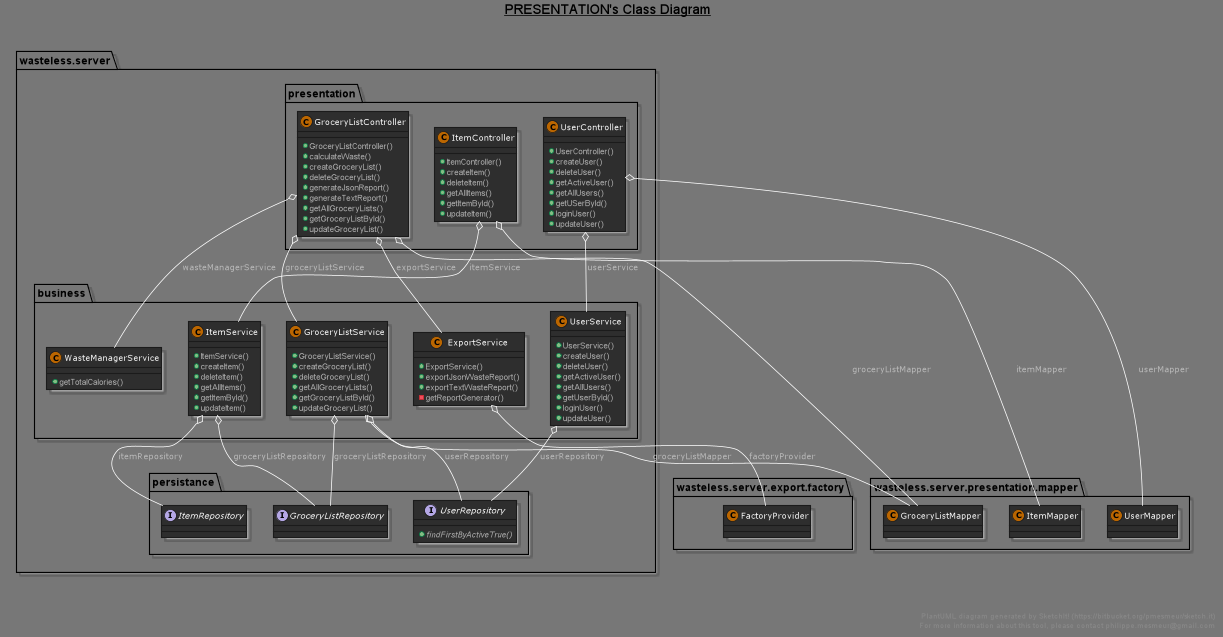 PRESENTATION's Class Diagram
wasteless.server
presentation
GroceryListController
GroceryListController()
calculateWaste()
createGroceryList()
deleteGroceryList()
generateJsonReport()
generateTextReport()
getAllGroceryLists()
getGroceryListById()
updateGroceryList()
ItemController
ItemController()
createItem()
deleteItem()
getAllItems()
getItemById()
updateItem()
UserController
UserController()
createUser()
deleteUser()
getActiveUser()
getAllUsers()
getUSerById()
loginUser()
updateUser()
wasteManagerService
groceryListService
exportService
itemService
userService
business
WasteManagerService
getTotalCalories()
ItemService
ItemService()
createItem()
deleteItem()
getAllItems()
getItemById()
updateItem()
GroceryListService
GroceryListService()
createGroceryList()
deleteGroceryList()
getAllGroceryLists()
getGroceryListById()
updateGroceryList()
ExportService
ExportService()
exportJsonWasteReport()
exportTextWasteReport()
getReportGenerator()
UserService
UserService()
createUser()
deleteUser()
getActiveUser()
getAllUsers()
getUserById()
loginUser()
updateUser()
groceryListMapper
itemMapper
userMapper
itemRepository
groceryListRepository
groceryListRepository
userRepository
userRepository
groceryListMapper
factoryProvider
persistance
ItemRepository
GroceryListRepository
UserRepository
findFirstByActiveTrue()
wasteless.server.export.factory
FactoryProvider
wasteless.server.presentation.mapper
GroceryListMapper
ItemMapper
UserMapper